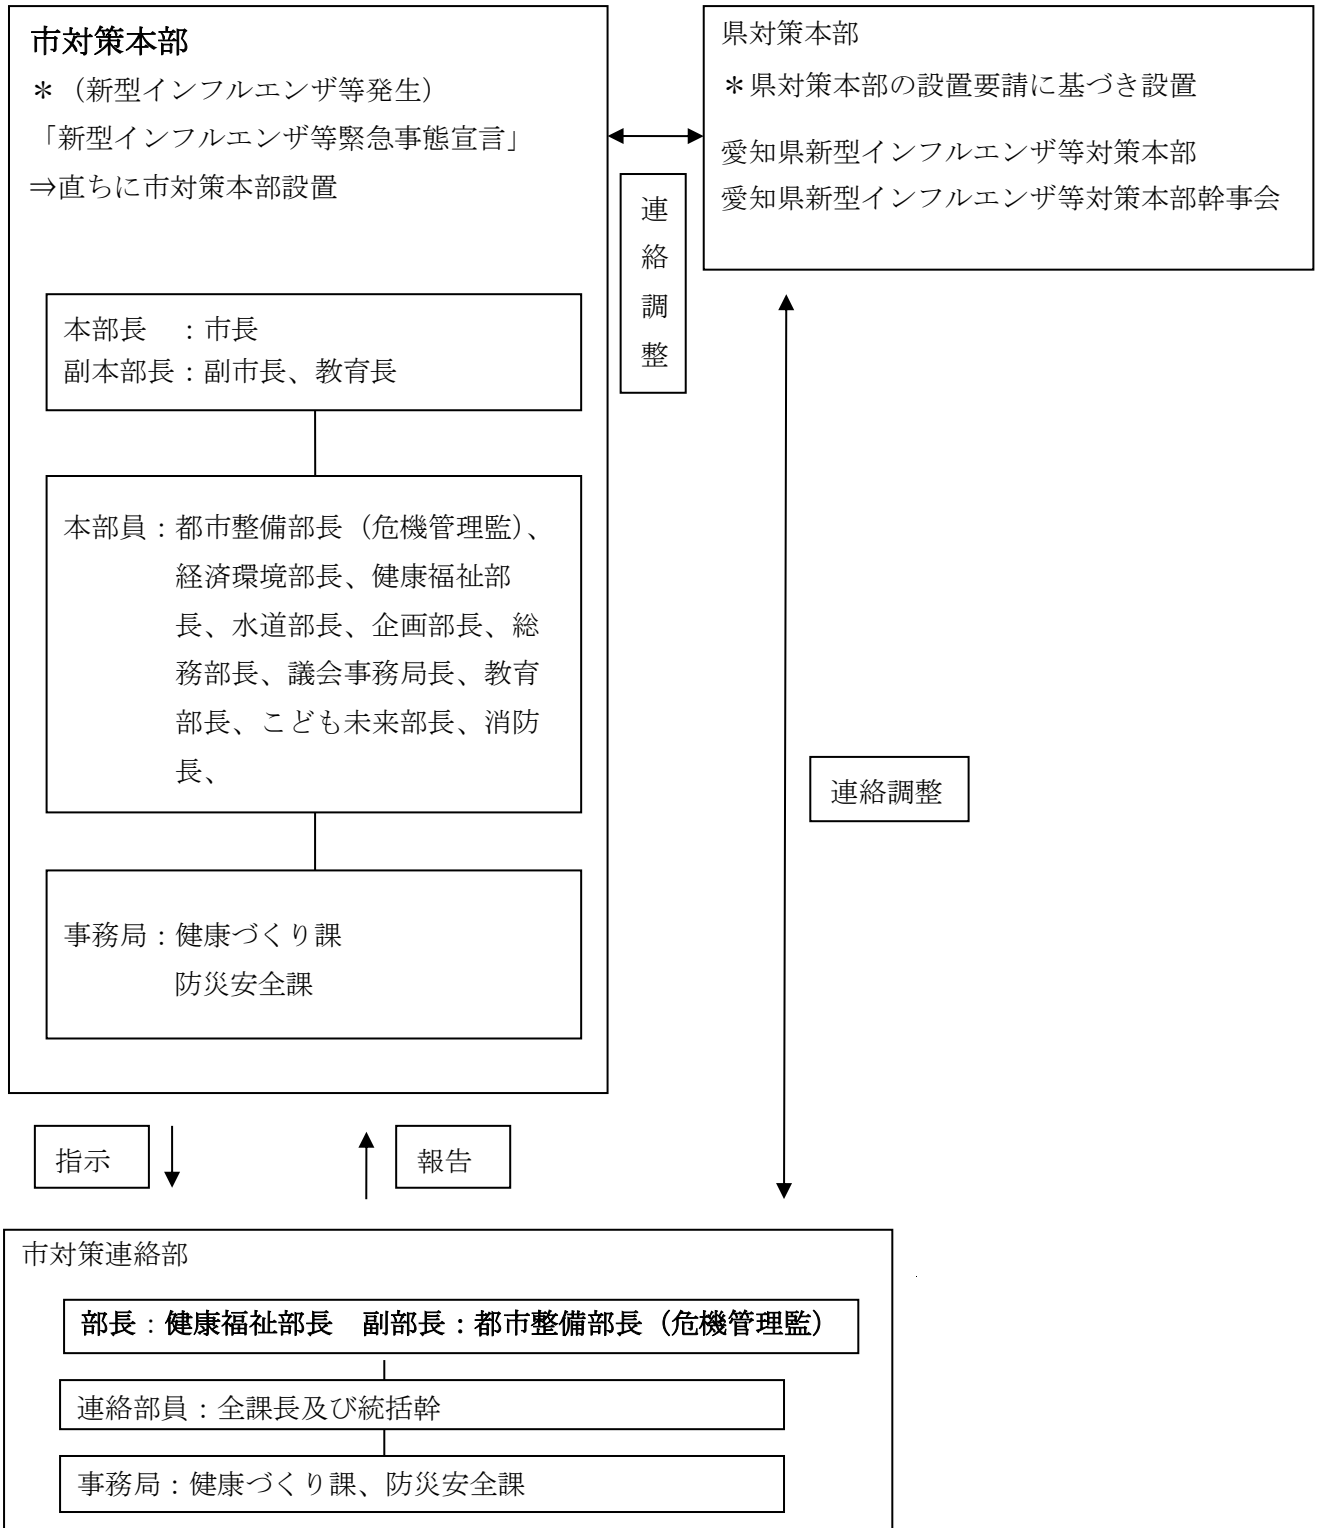 市対策本部
＊（新型インフルエンザ等発生）
「新型インフルエンザ等緊急事態宣言」
⇒直ちに市対策本部設置
本部長　：市長
副本部長：副市長、教育長
本部員：都市整備部長（危機管理監）、
経済環境部長、健康福祉部
長、水道部長、企画部長、総
務部長、議会事務局長、教育
部長、こども未来部長、消防
長、
事務局：健康づくり課
防災安全課
連
絡
調
整
県対策本部
＊県対策本部の設置要請に基づき設置
愛知県新型インフルエンザ等対策本部
愛知県新型インフルエンザ等対策本部幹事会
連絡調整
指示
報告
市対策連絡部
部長：健康福祉部長　副部長：都市整備部長（危機管理監）
連絡部員：全課長及び統括幹
事務局：健康づくり課、防災安全課